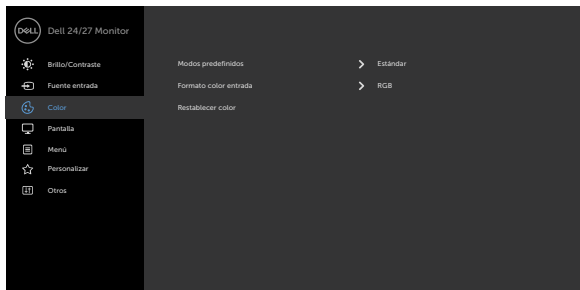 DELL Dell 24/27 Monitor
Brillo/Contraste
Fuente entrada
Color
Pantalla
Menú
Personalizar
Otros
Modos predefinidos > Estándar
Formato color entrada > RGB
Restablecer color